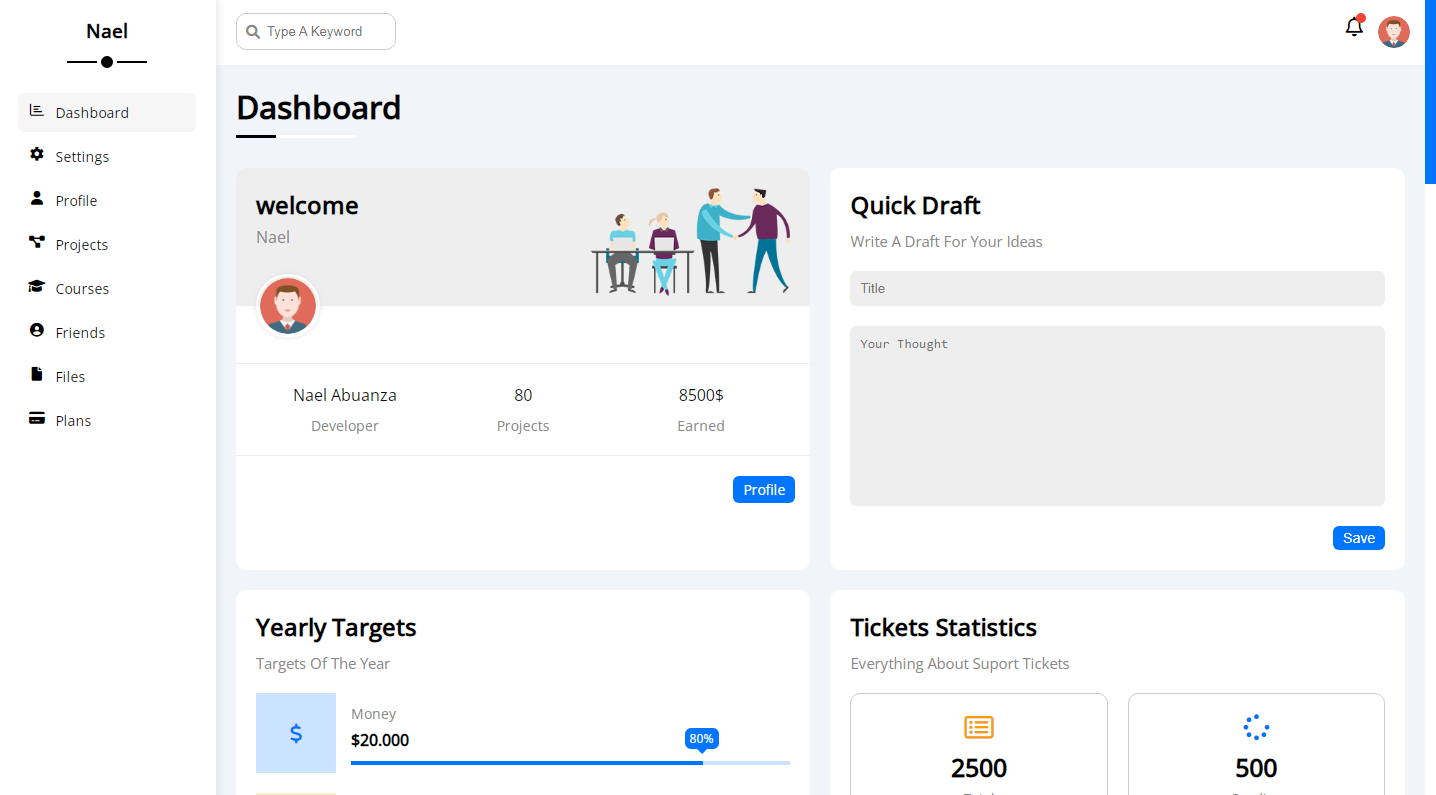 Nael
Dashboard
Settings
Profile
Projects
Courses
Friends
Files
Plans
Type A Keyword
Dashboard
welcome
Nael
Nael Abuanza
Developer
80
Projects
8500$
Earned
Profile
Quick Draft
Write A Draft For Your Ideas
Title
Your Thought
Save
Yearly Targets
Targets Of The Year
$
Money
$20.000
80%
Tickets Statistics
Everything About Suport Tickets
2500
500